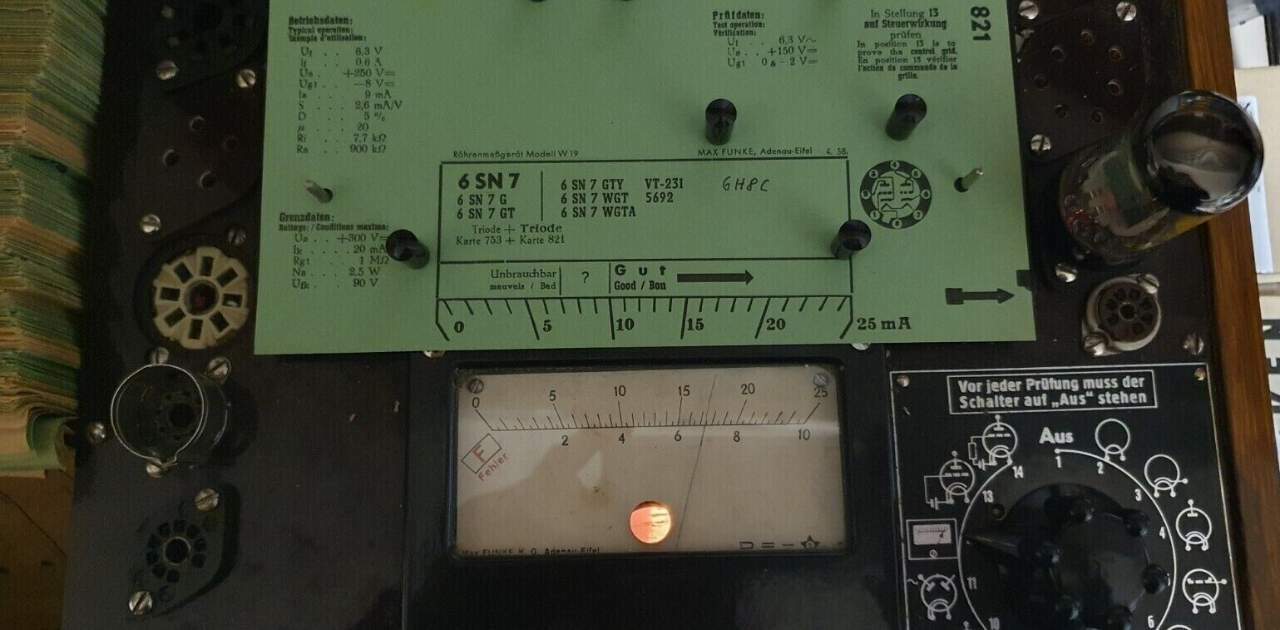 Betriebsdaten:
Typical operation:
Exemple d'utilisation:
Uf . . 6,3 V
If . . 0,6 A
Ua . . +250 V=
Ug1 . . —8 V=
Ia . . 9 mA
S . . 2,6 mA/V
D . . 5 %
μ . . 20
Ri . . 7,7 kΩ
Ra . . 900 kΩ
Prüfdaten:
Test operation:
Vérification:
Uf . . 6,3 V~
Ua . . +150 V=
Ug1 0 & –2 V=
In Stellung 13
auf Steuerwirkung
prüfen
In position 13 is to
prove the control grid.
En position 13 vérifier
l'action de commande de la
grille.
821
Röhrenmeßgerät Modell W 19
MAX FUNKE, Adenau-Eifel 4. 58.
6 SN 7
6 SN 7 G
6 SN 7 GT
6 SN 7 GTY VT-231
6 SN 7 WGT 5692
6 SN 7 WGTA
6H8C
Triode + Triode
Karte 753 + Karte 821
Grenzdaten:
Ratings: / Conditions maxima:
Ua . . +300 V=
Ik . . . . 20 mA
Rg1 . . . 1 MΩ
Na . . . 2,5 W
Ufk . . . 90 V
Unbrauchbar
mauvais / Bad
?
Gut
Good / Bon
0 5 10 15 20 25 mA
0 5 10 15 20 25
2 4 6 8 10
F
Fehler
Max FUNKE K.G. Adenau-Eifel
Vor jeder Prüfung muss der
Schalter auf „Aus" stehen
Aus
1 2 3 4 6 10 11 13 14